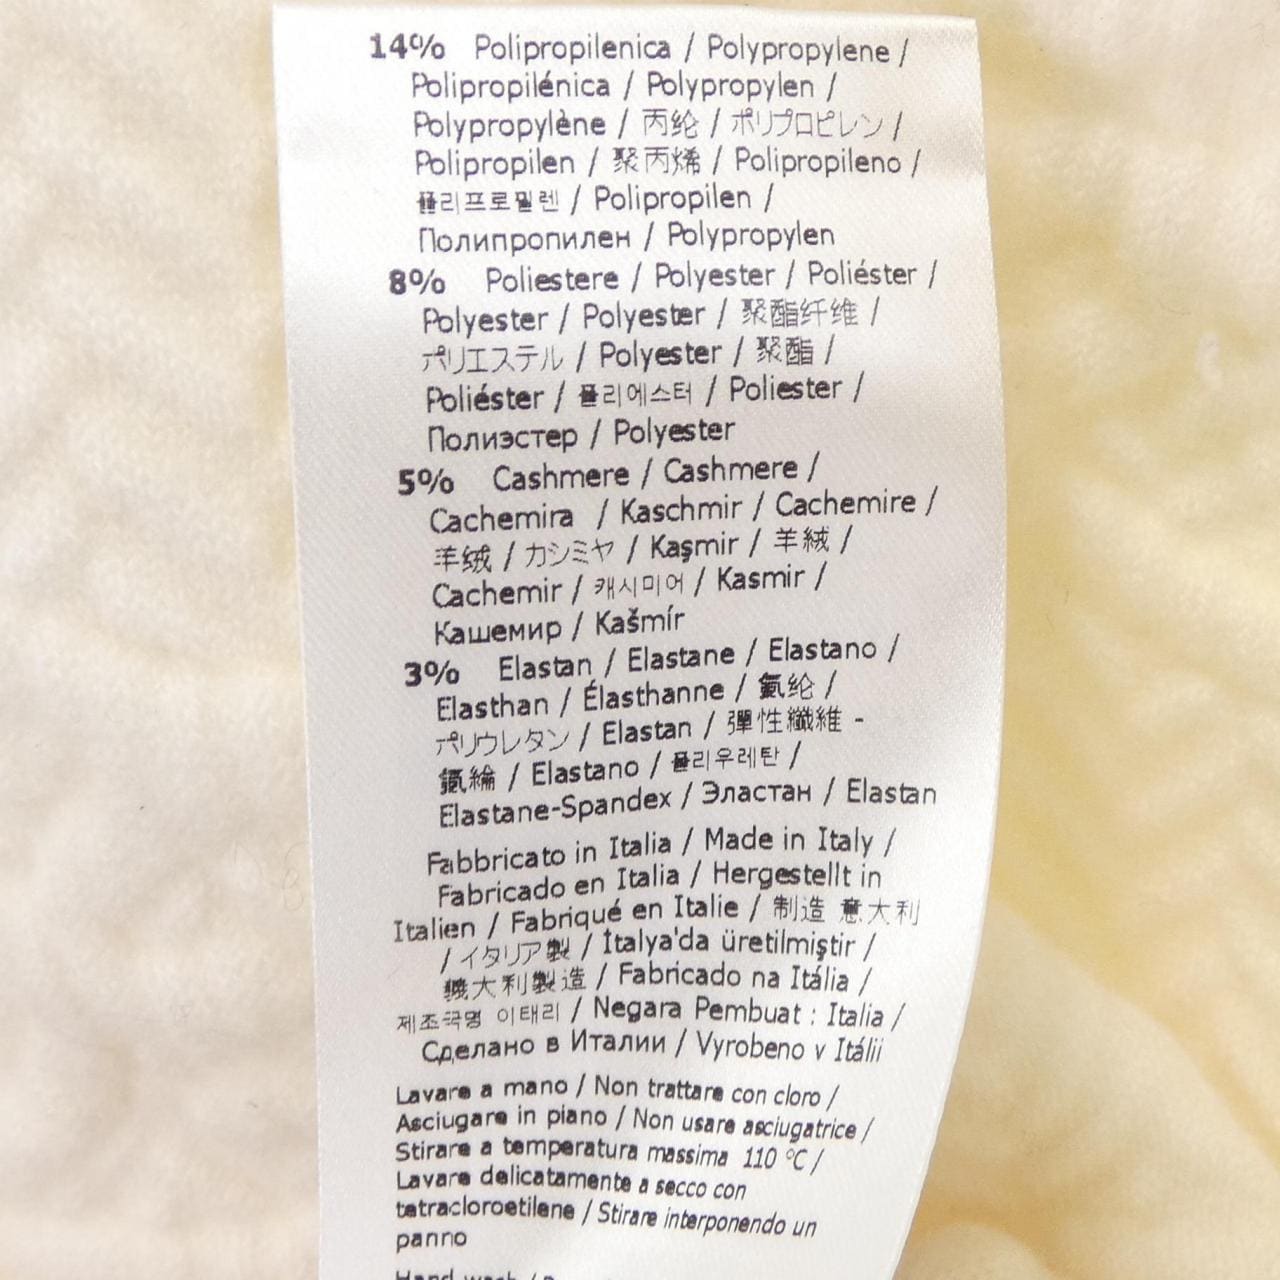 14% Polipropilenica / Polypropylene /
Polipropilénica / Polypropylen /
Polypropylène / 丙纶 / ポリプロピレン /
Polipropilen / 聚丙烯 / Polipropileno /
폴리프로필렌 / Polipropilen /
Полипропилен / Polypropylen
8% Poliestere / Polyester / Poliéster /
Polyester / Polyester / 聚酯纤维 /
ポリエステル / Polyester / 聚酯 /
Poliéster / 폴리에스터 / Poliester /
Полиэстер / Polyester
5% Cashmere / Cashmere /
Cachemira / Kaschmir / Cachemire /
羊绒 / カシミヤ / Kaşmir / 羊絨 /
Cachemir / 캐시미어 / Kasmir /
Кашемир / Kašmír
3% Elastan / Elastane / Elastano /
Elasthan / Élasthanne / 氨纶 /
ポリウレタン / Elastan / 彈性纖維 -
氨綸 / Elastano / 폴리우레탄 /
Elastane-Spandex / Эластан / Elastan
Fabbricato in Italia / Made in Italy /
Fabricado en Italia / Hergestellt in
Italien / Fabriqué en Italie / 制造 意大利
/ イタリア製 / İtalya'da üretilmiştir /
義大利製造 / Fabricado na Itália /
제조국명 이태리 / Negara Pembuat : Italia /
Сделано в Италии / Vyrobeno v Itálii
Lavare a mano / Non trattare con cloro /
Asciugare in piano / Non usare asciugatrice /
Stirare a temperatura massima 110 °C /
Lavare delicatamente a secco con
tetracloroetilene / Stirare interponendo un
panno
Hand wash /